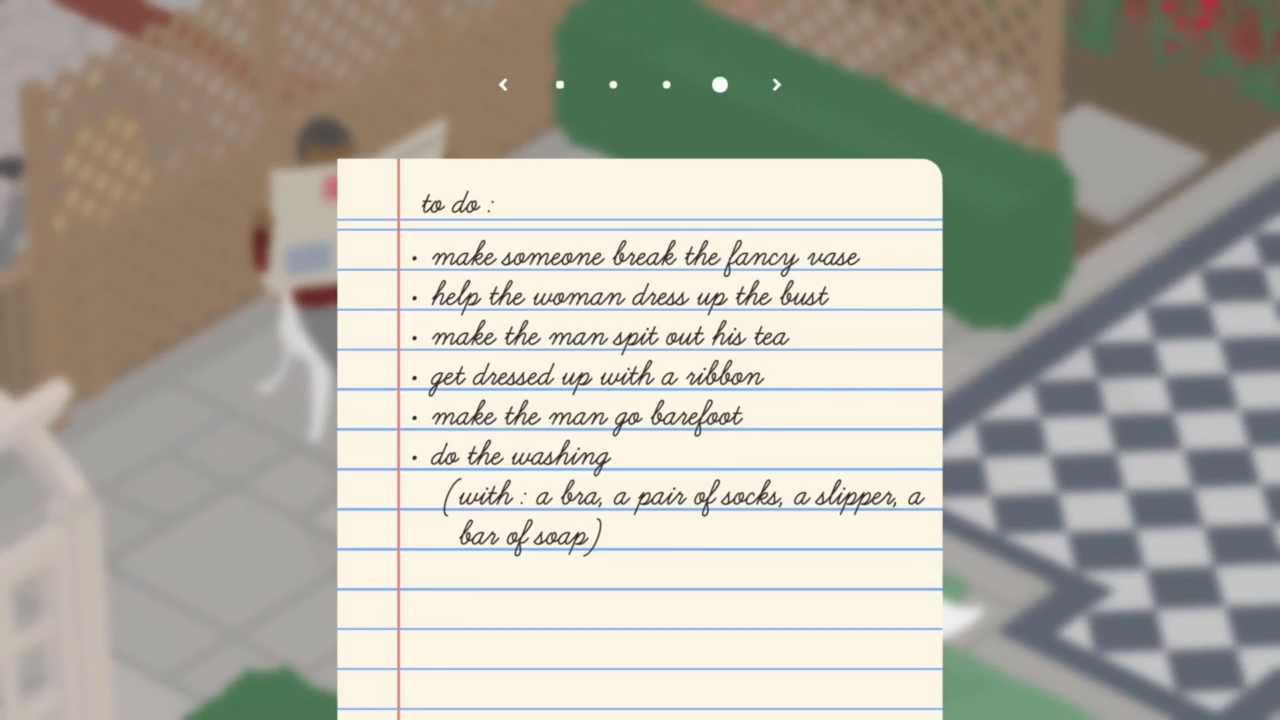 to do :
• make someone break the fancy vase
• help the woman dress up the bust
• make the man spit out his tea
• get dressed up with a ribbon
• make the man go barefoot
• do the washing
(with : a bra, a pair of socks, a slipper, a
bar of soap)